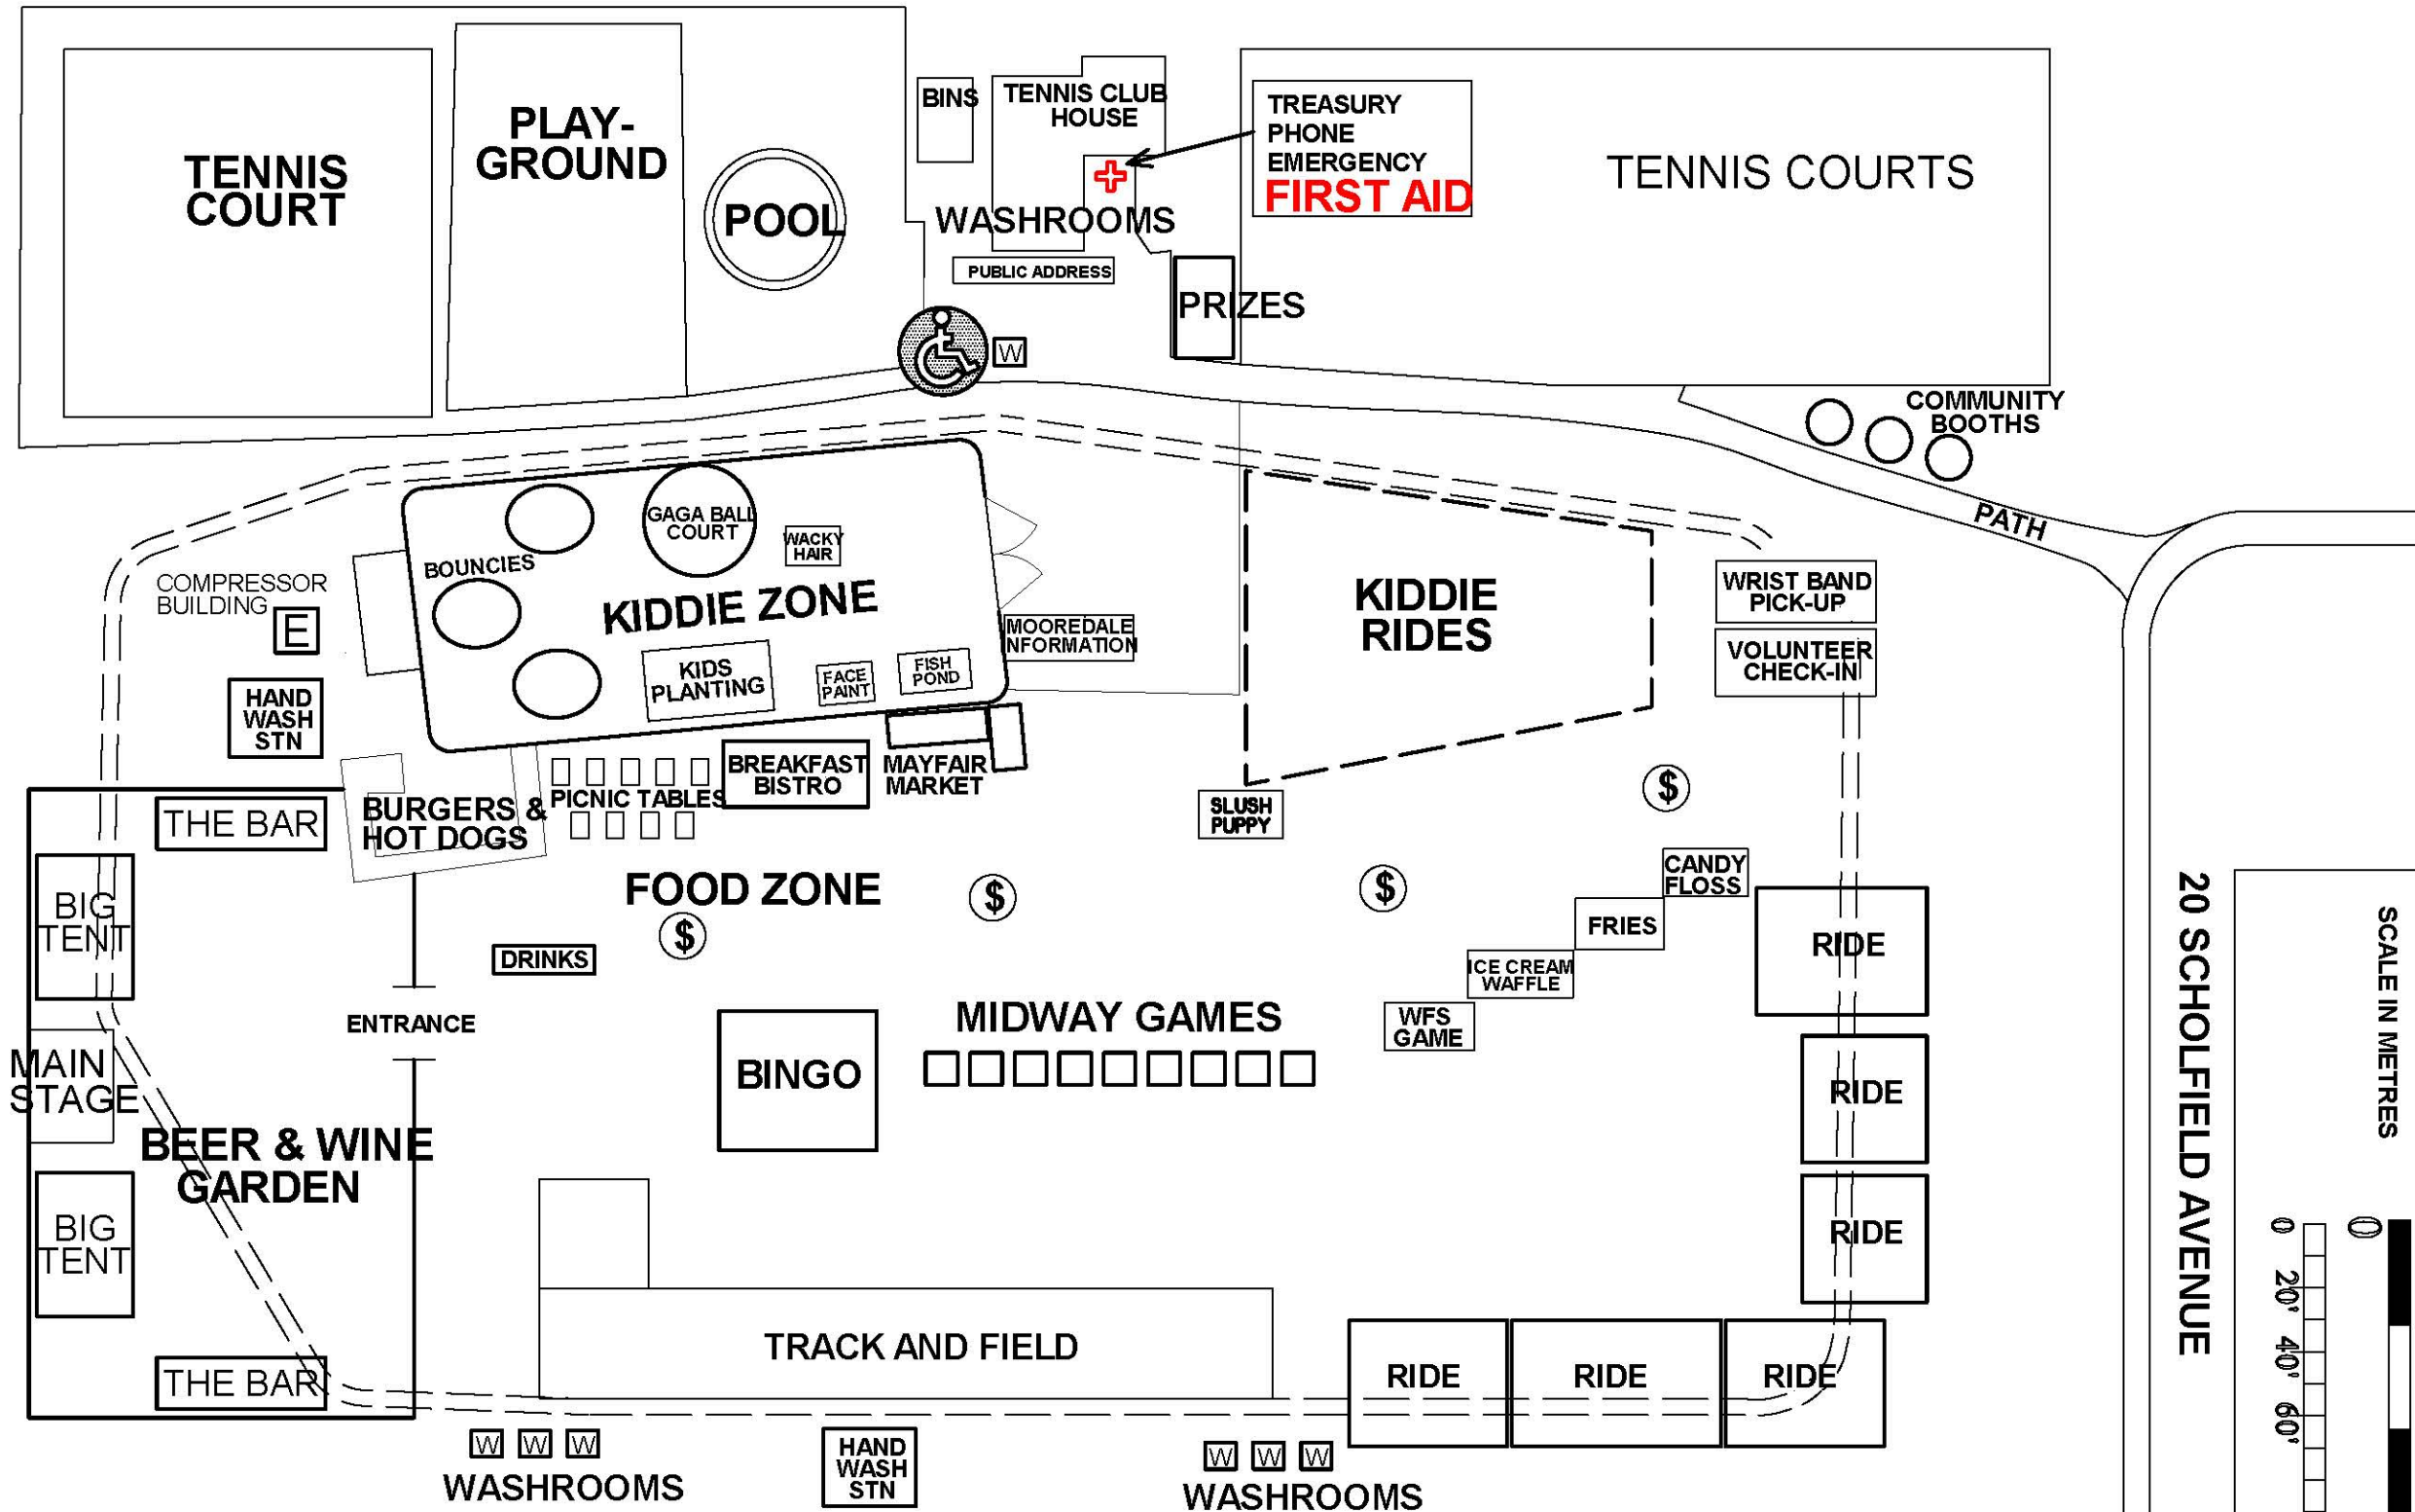 TENNIS
COURT
PLAY-
GROUND
POOL
BINS
TENNIS CLUB
HOUSE
WASHROOMS
PUBLIC ADDRESS
TREASURY
PHONE
EMERGENCY
FIRST AID
PRIZES
TENNIS COURTS
W
COMMUNITY
BOOTHS
PATH
COMPRESSOR
BUILDING
E
BOUNCIES
GAGA BALL
COURT
WACKY
HAIR
KIDDIE ZONE
KIDS
PLANTING
FACE
PAINT
FISH
POND
MOOREDALE
NFORMATION
KIDDIE
RIDES
WRIST BAND
PICK-UP
VOLUNTEER
CHECK-IN
HAND
WASH
STN
THE BAR
BURGERS &
HOT DOGS
PICNIC TABLES
BREAKFAST
BISTRO
MAYFAIR
MARKET
SLUSH
PUPPY
$
BIG
TENT
FOOD ZONE
$
$
$
CANDY
FLOSS
FRIES
ICE CREAM
WAFFLE
WFS
GAME
RIDE
DRINKS
ENTRANCE
MAIN
STAGE
BINGO
MIDWAY GAMES
RIDE
BEER & WINE
GARDEN
BIG
TENT
RIDE
THE BAR
TRACK AND FIELD
RIDE
RIDE
RIDE
W W W
WASHROOMS
HAND
WASH
STN
W W W
WASHROOMS
20 SCHOLFIELD AVENUE
SCALE IN METRES
0
0
20'
40'
60'